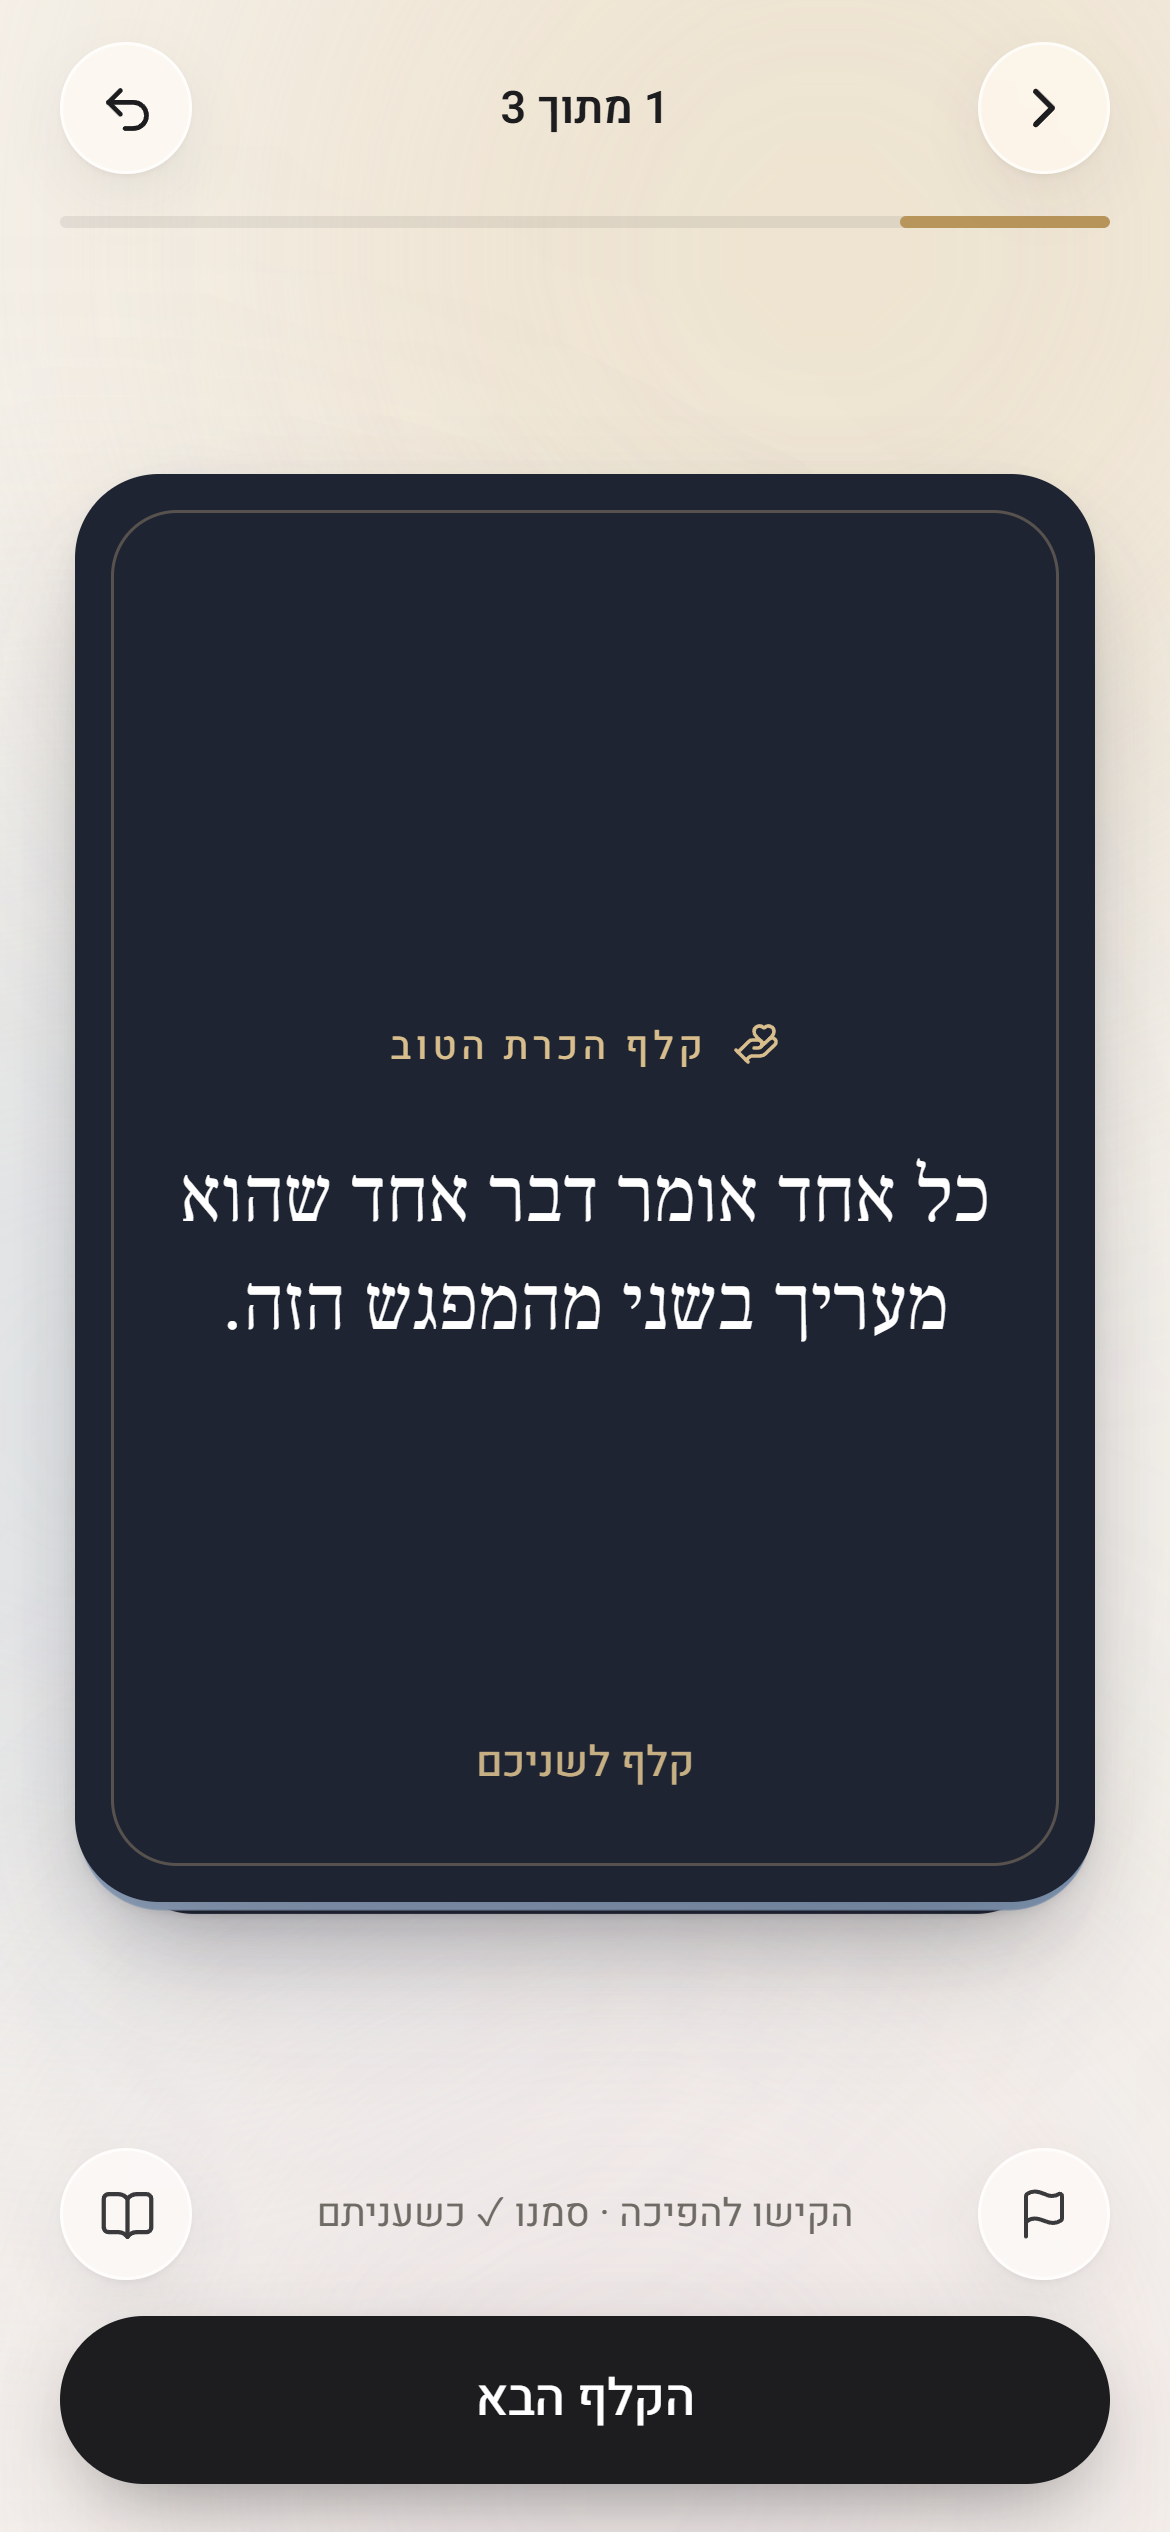 1 מתוך 3
קלף הכרת הטוב
כל אחד אומר דבר אחד שהוא
מעריך בשני מהמפגש הזה.
קלף לשניכם
הקישו להפיכה · סמנו ✓ כשעניתם
הקלף הבא